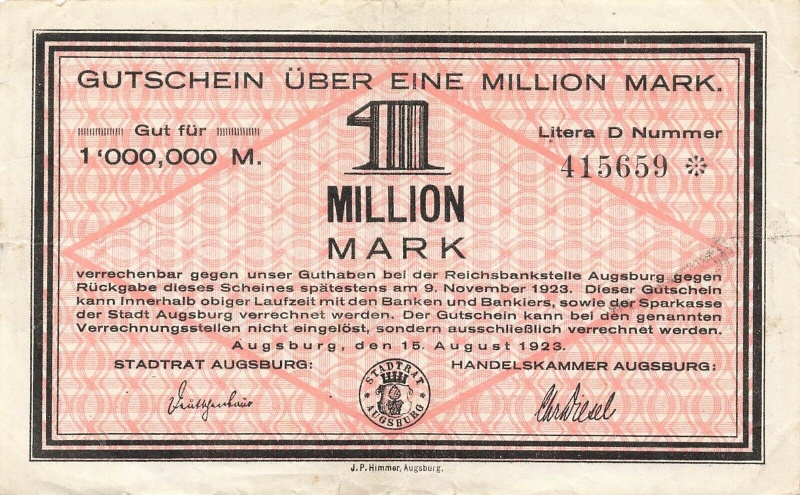 GUTSCHEIN ÜBER EINE MILLION MARK.
Gut für
1'000,000 M.
1
MILLION
MARK
Litera D Nummer
415659 ※
verrechenbar gegen unser Guthaben bei der Reichsbankstelle Augsburg gegen
Rückgabe dieses Scheines spätestens am 9. November 1923. Dieser Gutschein
kann innerhalb obiger Laufzeit mit den Banken und Bankiers, sowie der Sparkasse
der Stadt Augsburg verrechnet werden. Der Gutschein kann bei den genannten
Verrechnungsstellen nicht eingelöst, sondern ausschließlich verrechnet werden.
Augsburg, den 15. August 1923.
STADTRAT AUGSBURG:
STADTRAT AUGSBURG
HANDELSKAMMER AUGSBURG:
Deutschenbaur
Chr Diesel
J. P. Himmer, Augsburg.